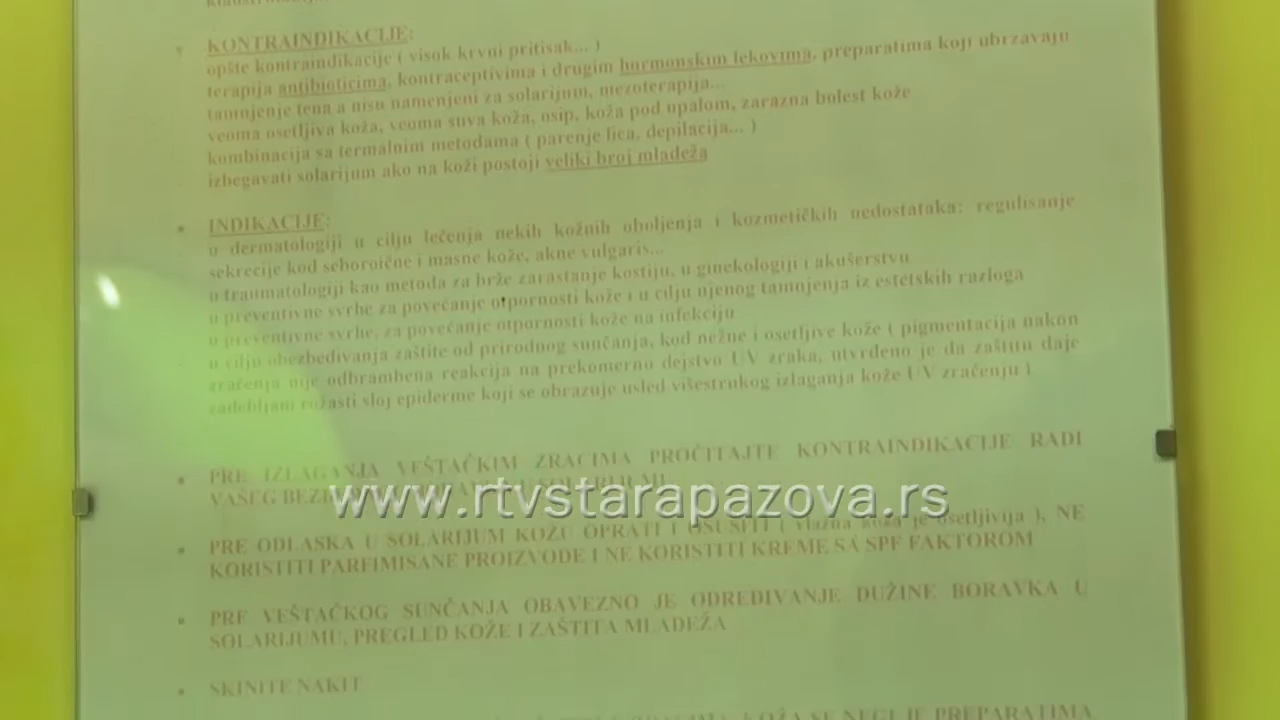 KONTRAINDIKACIJE:
opšte kontraindikacije ( visok krvni pritisak... )
terapija antibioticima, kontraceptivima i drugim hormonskim lekovima, preparatima koji ubrzavaju
tamnjenje tena a nisu namenjeni za solarijum, mezoterapija...
veoma osetljiva koža, veoma suva koža, osip, koža pod upalom, zarazna bolest kože
kombinacija sa termalnim metodama ( parenje lica, depilacija... )
izbegavati solarijum ako na koži postoji veliki broj mladeža
INDIKACIJE:
u dermatologiji u cilju lečenja nekih kožnih oboljenja i kozmetičkih nedostataka: regulisanje
sekrecije kod seboroične i masne kože, akne vulgaris...
u traumatologiji kao metoda za brže zarastanje kostiju, u ginekologiji i akušerstvu
u preventivne svrhe za povećanje otpornosti kože i u cilju njenog tamnjenja iz estetskih razloga
u preventivne svrhe, za povećanje otpornosti kože na infekciju
u cilju obezbeđivanja zaštite od prirodnog sunčanja, kod nežne i osetljive kože ( pigmentacija nakon
zračenja nije odbrambena reakcija na prekomerno dejstvo UV zraka, utvrđeno je da zaštitu daje
zadebljani rožasti sloj epiderme koji se obrazuje usled višestrukog izlaganja kože UV zračenju )
PRE IZLAGANJA VEŠTAČKIM ZRACIMA PROČITAJTE KONTRAINDIKACIJE RADI
VAŠEG
www.rtvstarapazova.rs
PRE ODLASKA U SOLARIJUM KOŽU OPRATI I OSUŠITI ( vlažna koža je osetljivija ), NE
KORISTITI PARFIMISANE PROIZVODE I NE KORISTITI KREME SA SPF FAKTOROM
PRE VEŠTAČKOG SUNČANJA OBAVEZNO JE ODREĐIVANJE DUŽINE BORAVKA U
SOLARIJUMU, PREGLED KOŽE I ZAŠTITA MLADEŽA
SKINITE NAKIT
KOŽA SE NEGUJE PREPARATIMA